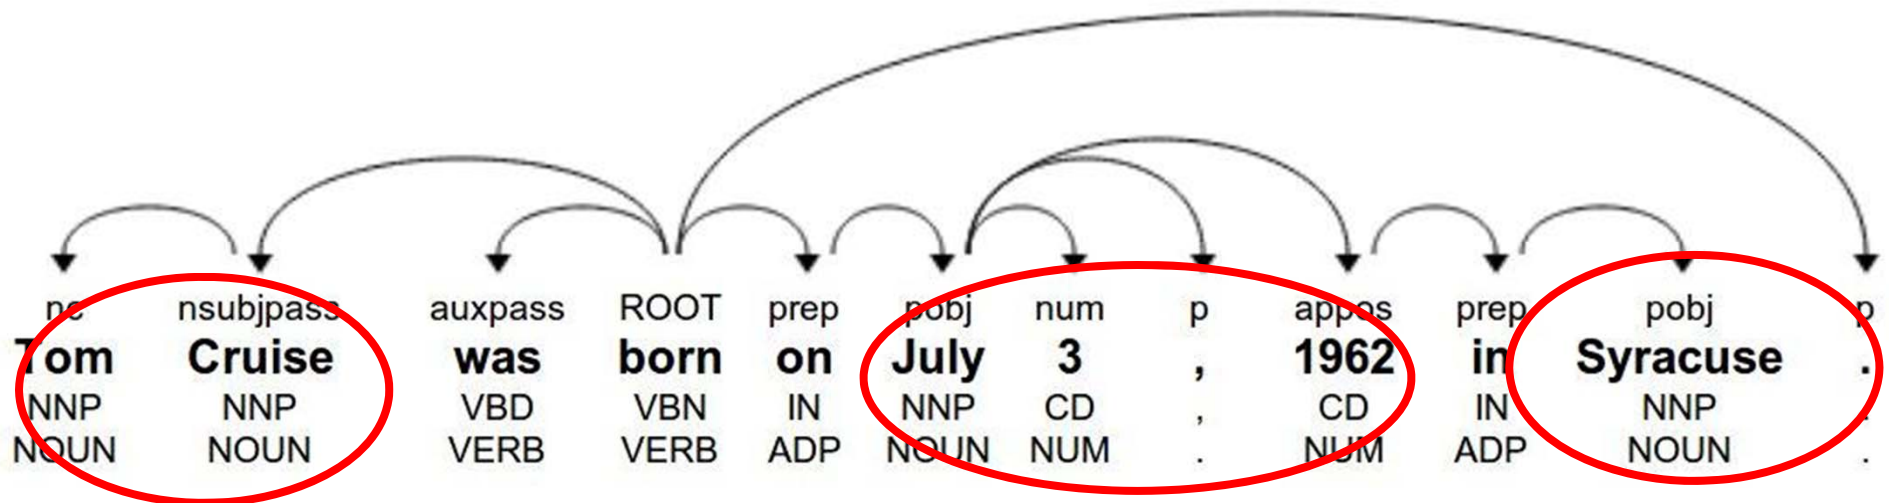 nc nsubjpass auxpass ROOT prep pobj num p appos prep pobj p
Tom Cruise was born on July 3 , 1962 in Syracuse .
NNP NNP VBD VBN IN NNP CD , CD IN NNP .
NOUN NOUN VERB VERB ADP NOUN NUM . NUM ADP NOUN .